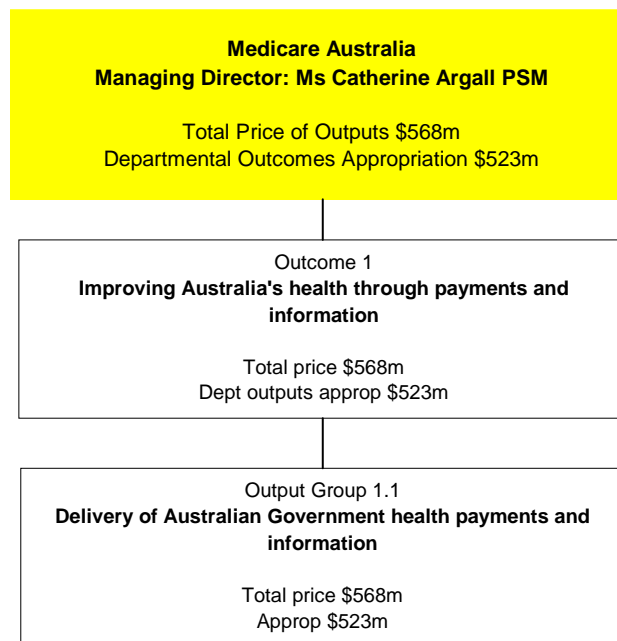 Medicare Australia
Managing Director: Ms Catherine Argall PSM
Total Price of Outputs $568m
Departmental Outcomes Appropriation $523m
Outcome 1
Improving Australia's health through payments and
information
Total price $568m
Dept outputs approp $523m
Output Group 1.1
Delivery of Australian Government health payments and
information
Total price $568m
Approp $523m